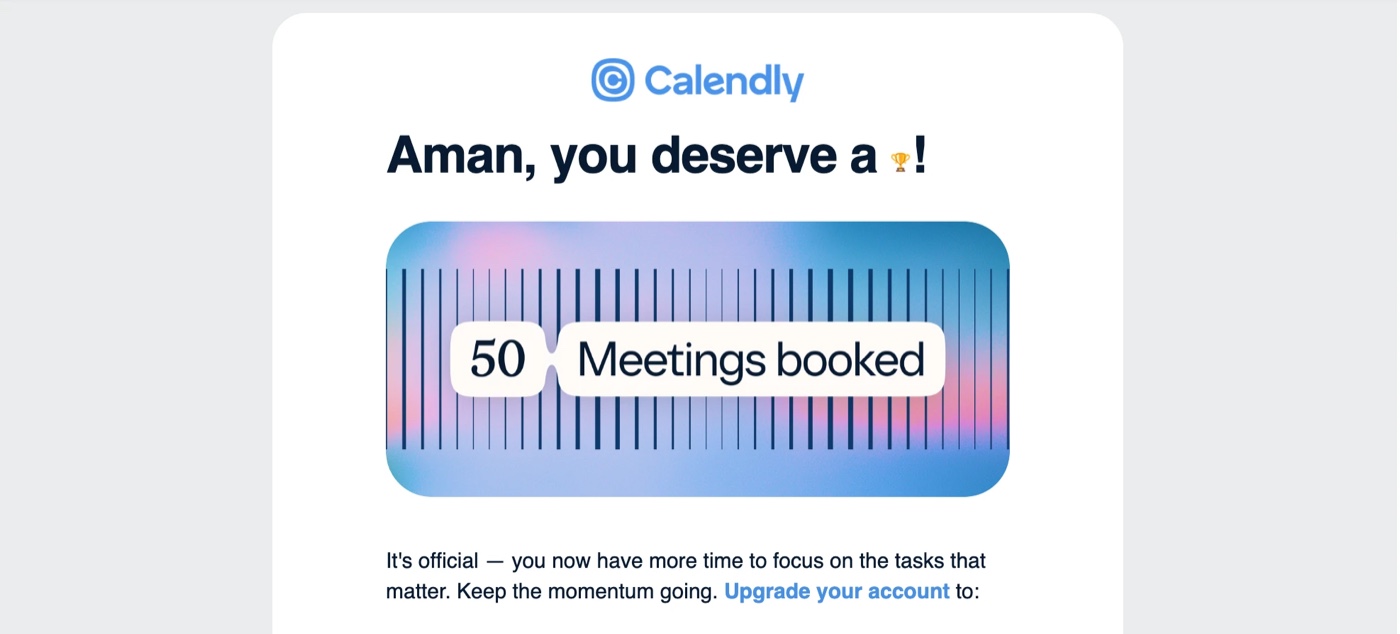 Calendly
Aman, you deserve a 🏆!
50 Meetings booked
It's official — you now have more time to focus on the tasks that
matter. Keep the momentum going. Upgrade your account to: